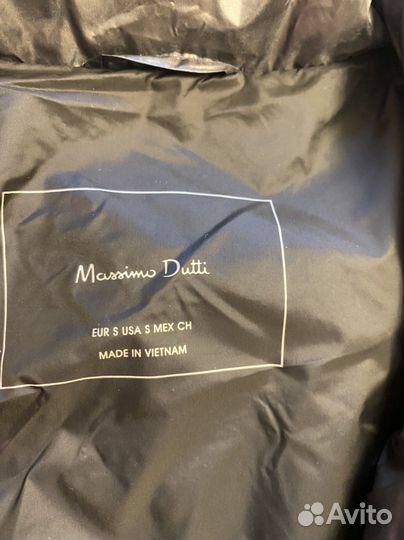 Massimo Dutti
EUR S USA S MEX CH
MADE IN VIETNAM
Avito